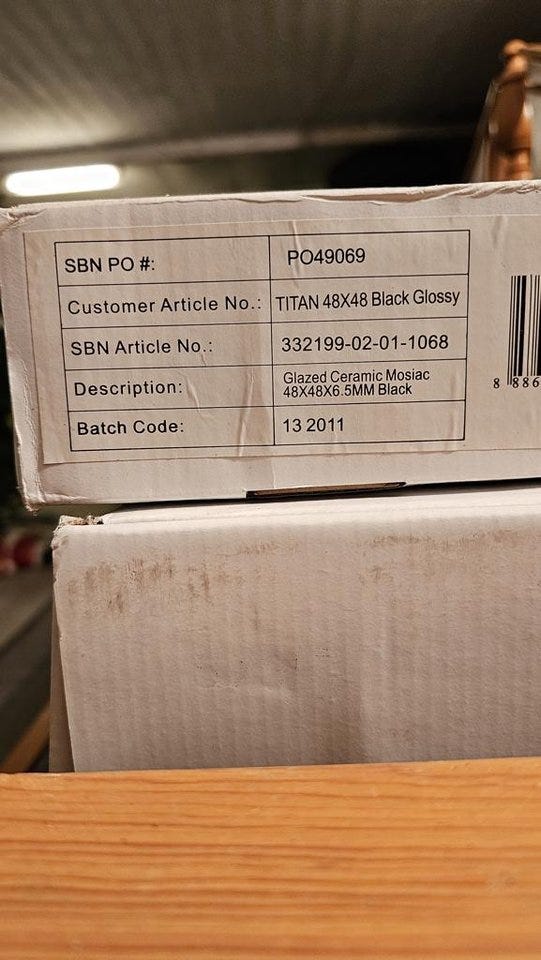 SBN PO #: PO49069
Customer Article No.: TITAN 48X48 Black Glossy
SBN Article No.: 332199-02-01-1068
Description: Glazed Ceramic Mosiac
48X48X6.5MM Black
Batch Code: 13 2011
8 886